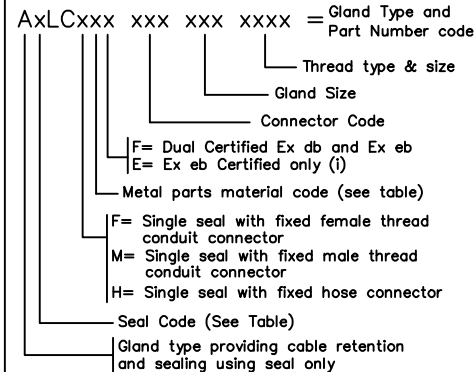 AxLCxxx xxx xxx xxxx = Gland Type and
Part Number code
Thread type & size
Gland Size
Connector Code
F= Dual Certified Ex db and Ex eb
E= Ex eb Certified only (i)
Metal parts material code (see table)
F= Single seal with fixed female thread
conduit connector
M= Single seal with fixed male thread
conduit connector
H= Single seal with fixed hose connector
Seal Code (See Table)
Gland type providing cable retention
and sealing using seal only